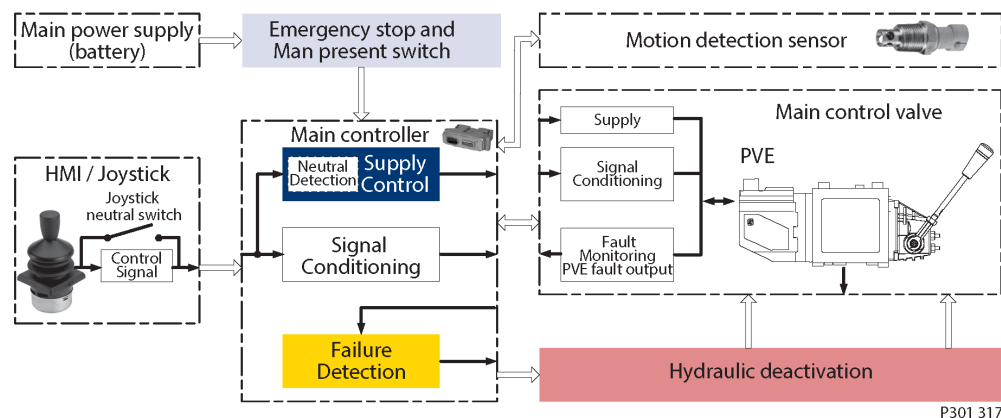 Main power supply
(battery)
Emergency stop and
Man present switch
Motion detection sensor
Main controller
Neutral
Detection
Supply
Control
Signal
Conditioning
Failure
Detection
HMI / Joystick
Joystick
neutral switch
Control
Signal
Main control valve
Supply
PVE
Signal
Conditioning
Fault
Monitoring
PVE fault output
Hydraulic deactivation
P301 317